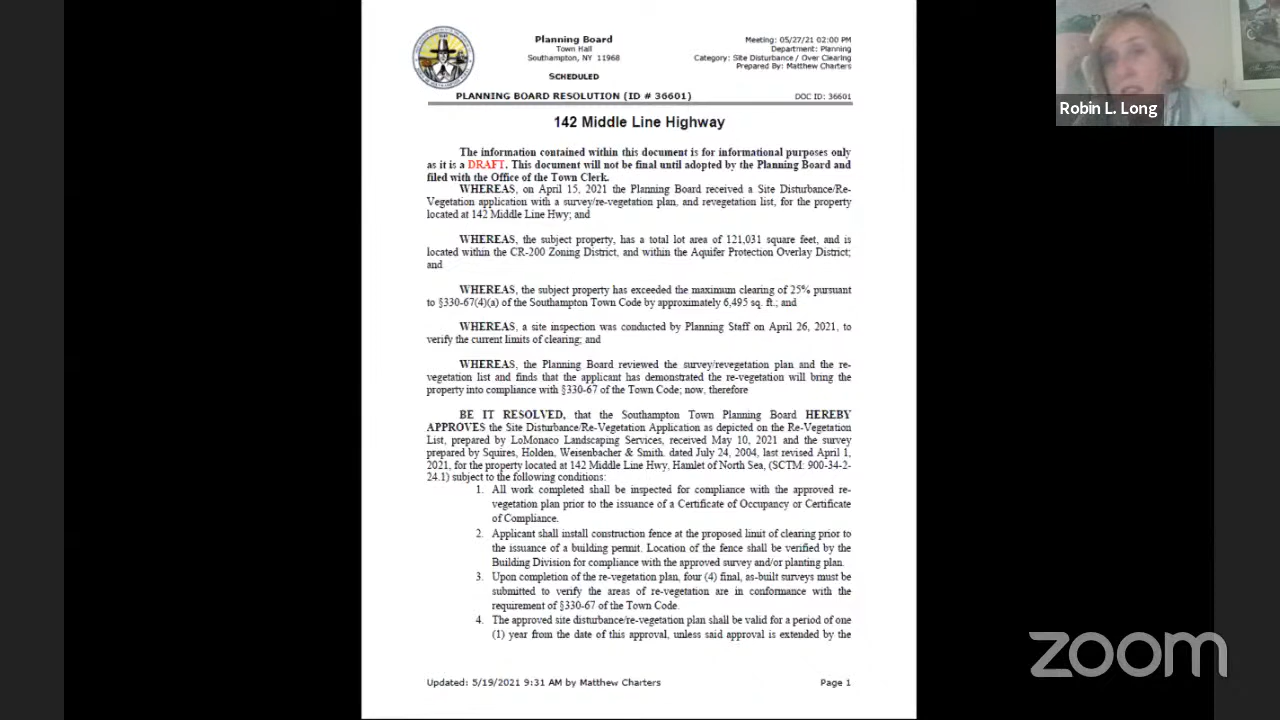 Planning Board
Town Hall
Southampton, NY 11968
SCHEDULED
Meeting: 05/27/21 02:00 PM
Department: Planning
Category: Site Disturbance / Over Clearing
Prepared By: Matthew Charters
PLANNING BOARD RESOLUTION (ID # 36601)
DOC ID: 36601
142 Middle Line Highway
The information contained within this document is for informational purposes only
as it is a DRAFT. This document will not be final until adopted by the Planning Board and
filed with the Office of the Town Clerk.
WHEREAS, on April 15, 2021 the Planning Board received a Site Disturbance/Re-
Vegetation application with a survey/re-vegetation plan, and revegetation list, for the property
located at 142 Middle Line Hwy; and
WHEREAS, the subject property, has a total lot area of 121,031 square feet, and is
located within the CR-200 Zoning District, and within the Aquifer Protection Overlay District;
and
WHEREAS, the subject property has exceeded the maximum clearing of 25% pursuant
to §330-67(4)(a) of the Southampton Town Code by approximately 6,495 sq. ft.; and
WHEREAS, a site inspection was conducted by Planning Staff on April 26, 2021, to
verify the current limits of clearing; and
WHEREAS, the Planning Board reviewed the survey/revegetation plan and the re-
vegetation list and finds that the applicant has demonstrated the re-vegetation will bring the
property into compliance with §330-67 of the Town Code; now, therefore
BE IT RESOLVED, that the Southampton Town Planning Board HEREBY
APPROVES the Site Disturbance/Re-Vegetation Application as depicted on the Re-Vegetation
List, prepared by LoMonaco Landscaping Services, received May 10, 2021 and the survey
prepared by Squires, Holden, Weisenbacher & Smith. dated July 24, 2004, last revised April 1,
2021, for the property located at 142 Middle Line Hwy, Hamlet of North Sea, (SCTM: 900-34-2-
24.1) subject to the following conditions:
1. All work completed shall be inspected for compliance with the approved re-
vegetation plan prior to the issuance of a Certificate of Occupancy or Certificate
of Compliance.
2. Applicant shall install construction fence at the proposed limit of clearing prior to
the issuance of a building permit. Location of the fence shall be verified by the
Building Division for compliance with the approved survey and/or planting plan.
3. Upon completion of the re-vegetation plan, four (4) final, as-built surveys must be
submitted to verify the areas of re-vegetation are in conformance with the
requirement of §330-67 of the Town Code.
4. The approved site disturbance/re-vegetation plan shall be valid for a period of one
(1) year from the date of this approval, unless said approval is extended by the
Updated: 5/19/2021 9:31 AM by Matthew Charters
Page 1
Robin L. Long
zoom